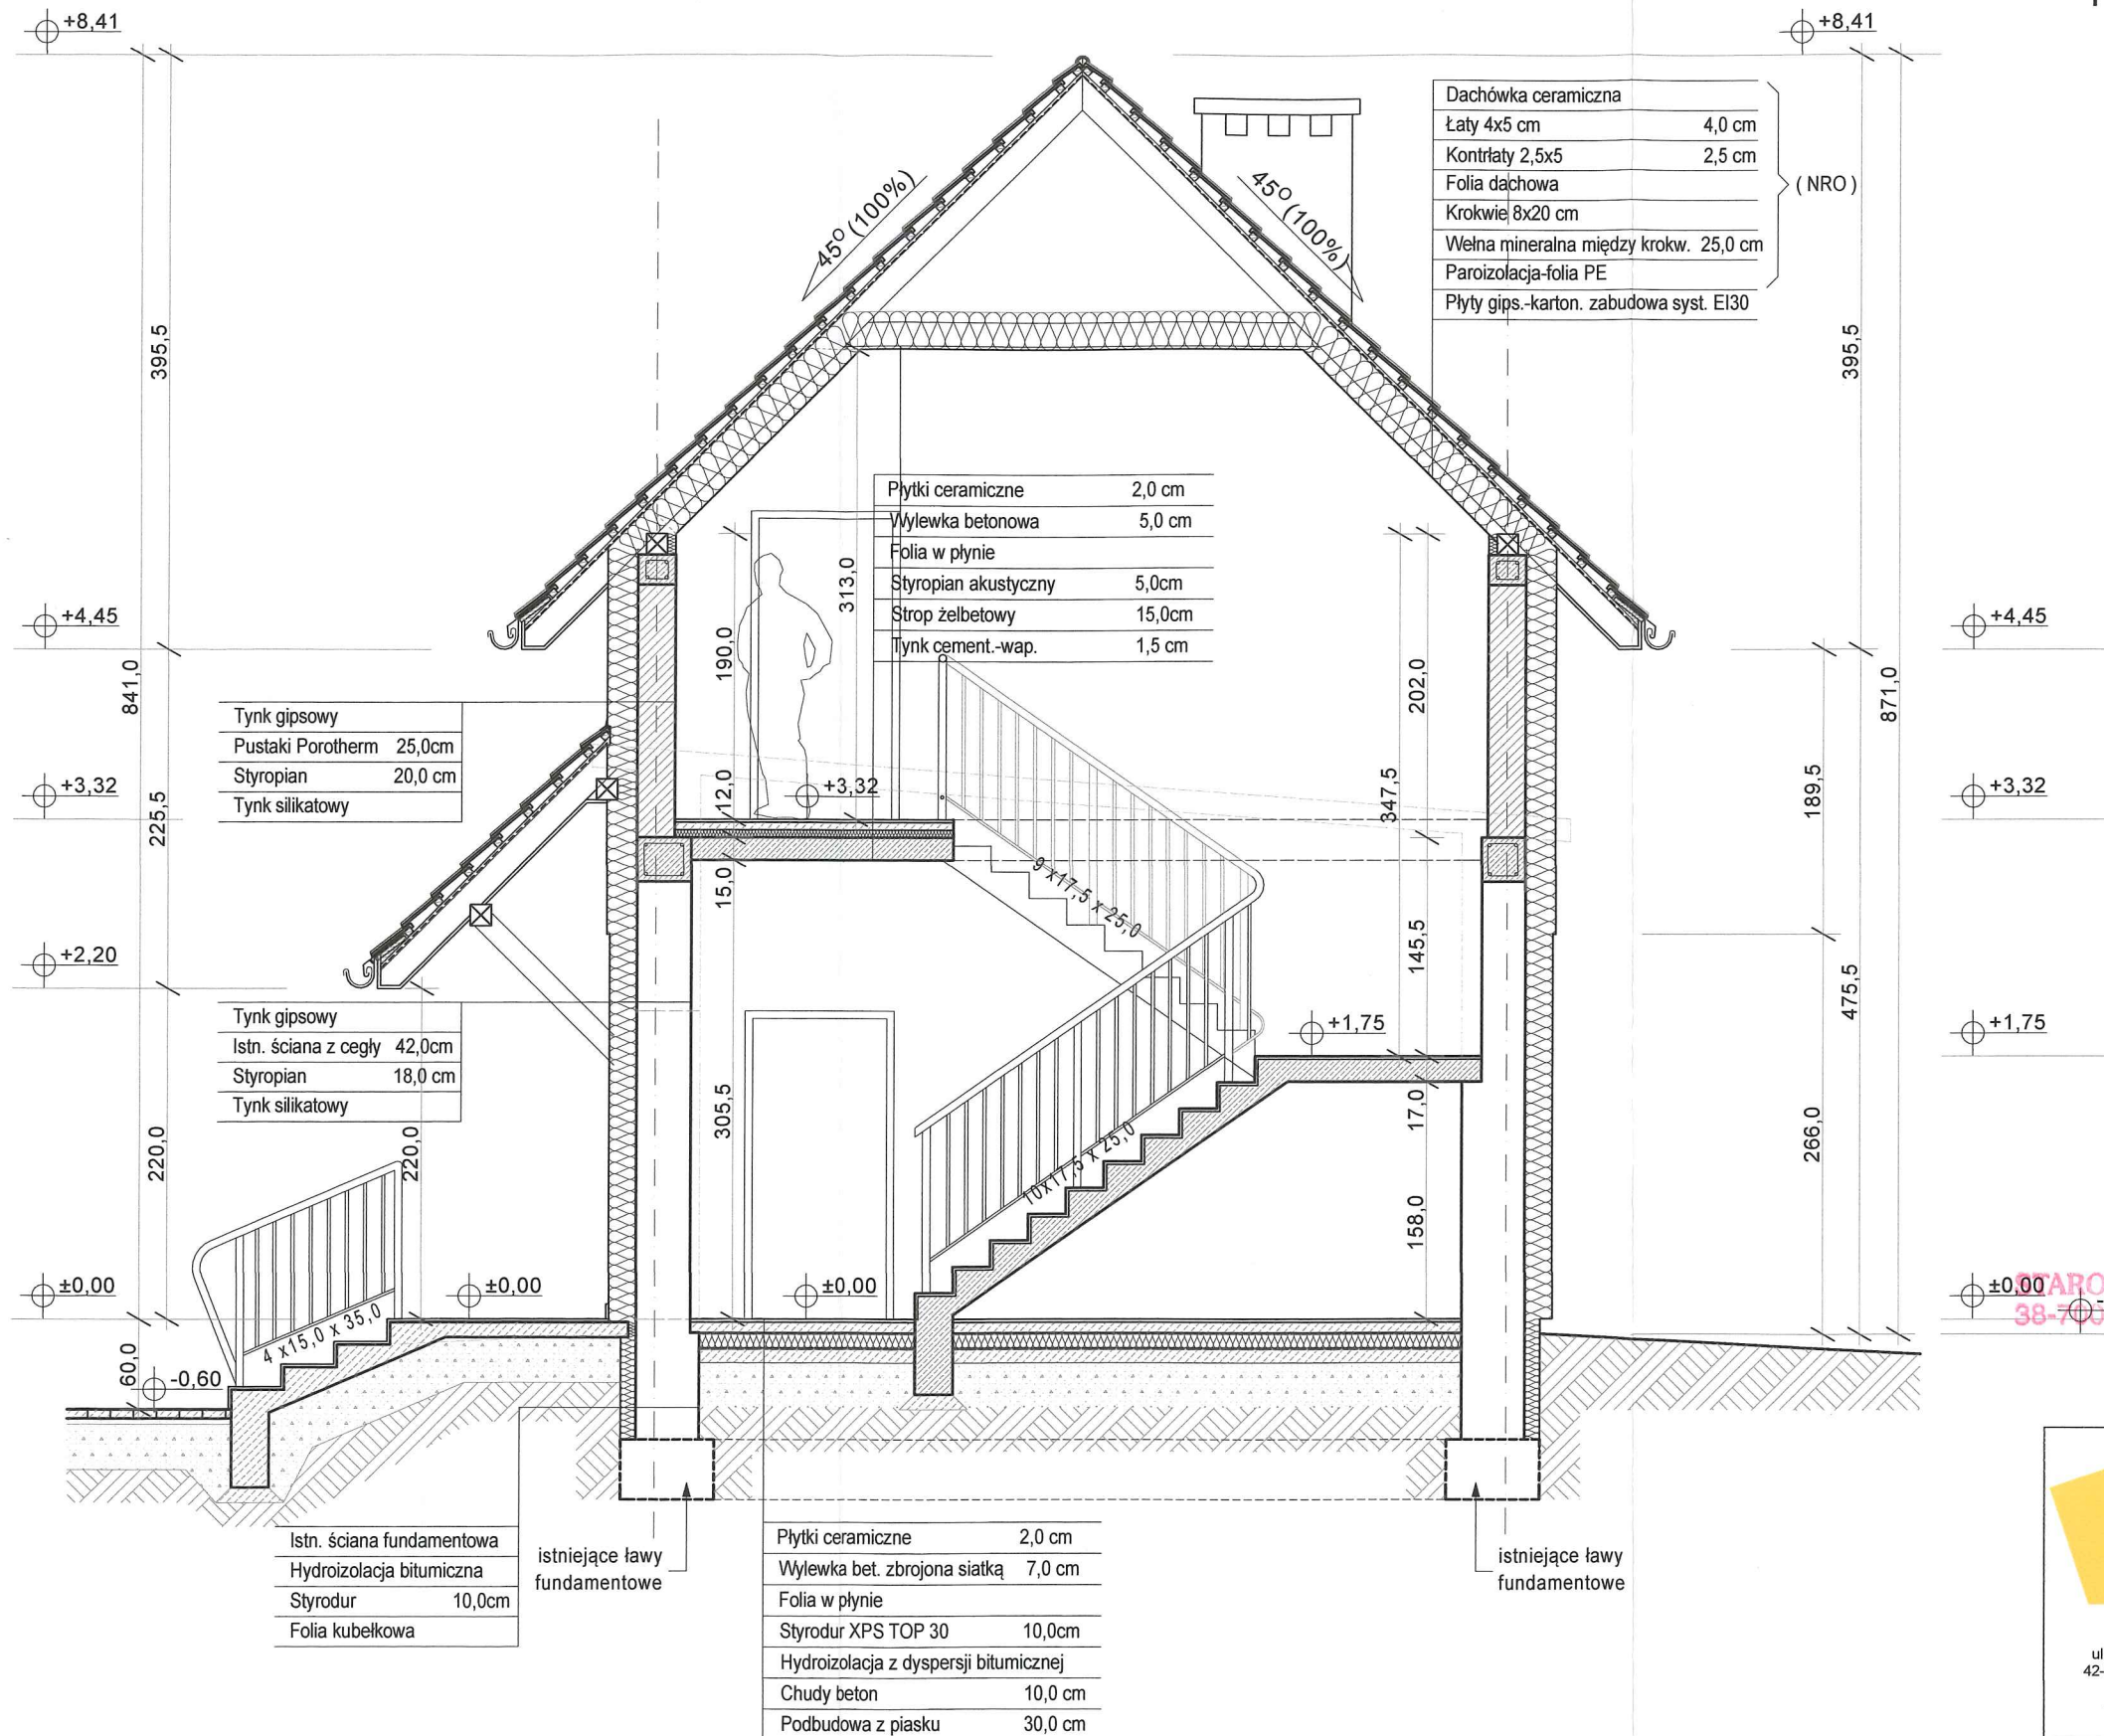 +8,41
+8,41
Dachówka ceramiczna
Łaty 4x5 cm 4,0 cm
Kontrłaty 2,5x5 2,5 cm
Folia dachowa
Krokwie 8x20 cm
Wełna mineralna między krokw. 25,0 cm
Paroizolacja-folia PE
Płyty gips.-karton. zabudowa syst. EI30
( NRO )
45° (100%)
45° (100%)
395,5
395,5
Płytki ceramiczne 2,0 cm
Wylewka betonowa 5,0 cm
Folia w płynie
Styropian akustyczny 5,0cm
Strop żelbetowy 15,0cm
Tynk cement.-wap. 1,5 cm
313,0
190,0
202,0
+4,45
+4,45
841,0
871,0
Tynk gipsowy
Pustaki Porotherm 25,0cm
Styropian 20,0 cm
Tynk silikatowy
+3,32
+3,32
+3,32
225,5
12,0
347,5
189,5
15,0
9 x17,5 x 25,0
145,5
+2,20
475,5
Tynk gipsowy
Istn. ściana z cegły 42,0cm
Styropian 18,0 cm
Tynk silikatowy
+1,75
+1,75
305,5
17,0
220,0
220,0
266,0
10x17,5 x 25,0
158,0
±0,00
±0,00
±0,00
±0,00
STARO
38-700
4 x15,0 x 35,0
60,0
-0,60
Istn. ściana fundamentowa
Hydroizolacja bitumiczna
Styrodur 10,0cm
Folia kubełkowa
istniejące ławy
fundamentowe
Płytki ceramiczne 2,0 cm
Wylewka bet. zbrojona siatką 7,0 cm
Folia w płynie
Styrodur XPS TOP 30 10,0cm
Hydroizolacja z dyspersji bitumicznej
Chudy beton 10,0 cm
Podbudowa z piasku 30,0 cm
istniejące ławy
fundamentowe
ul
42-